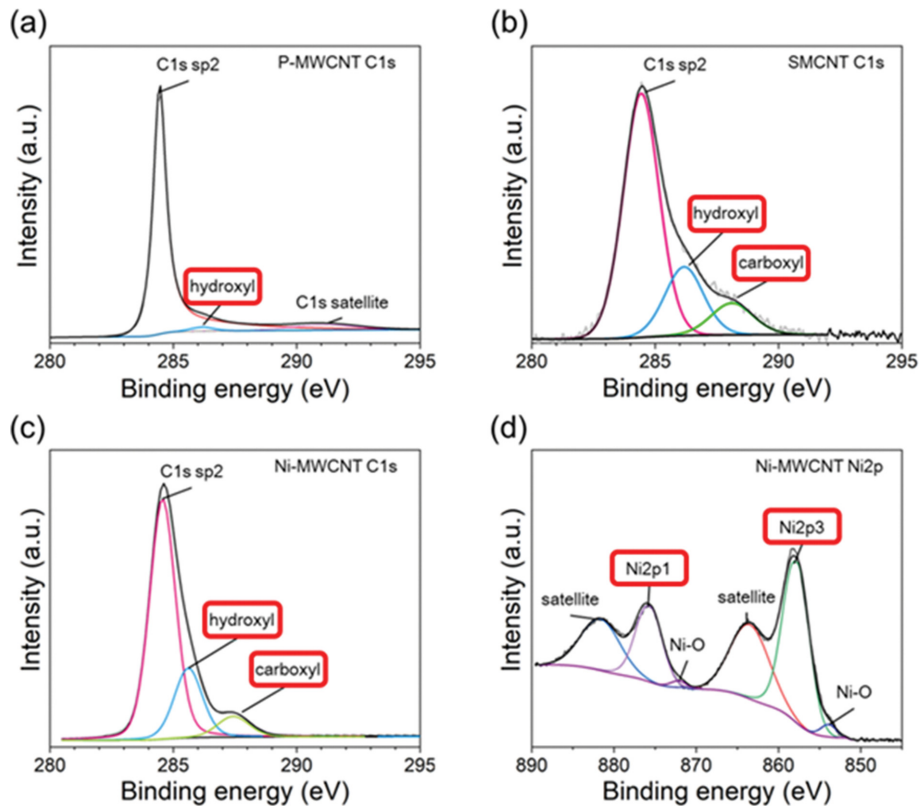 (a)
C1s sp2
P-MWCNT C1s
hydroxyl
C1s satellite
Intensity (a.u.)
280 285 290 295
Binding energy (eV)
(b)
C1s sp2
SMCNT C1s
hydroxyl
carboxyl
Intensity (a.u.)
280 285 290 295
Binding energy (eV)
(c)
C1s sp2
Ni-MWCNT C1s
hydroxyl
carboxyl
Intensity (a.u.)
280 285 290 295
Binding energy (eV)
(d)
Ni-MWCNT Ni2p
Ni2p3
Ni2p1
satellite
satellite
Ni-O
Ni-O
Intensity (a.u.)
890 880 870 860 850
Binding energy (eV)